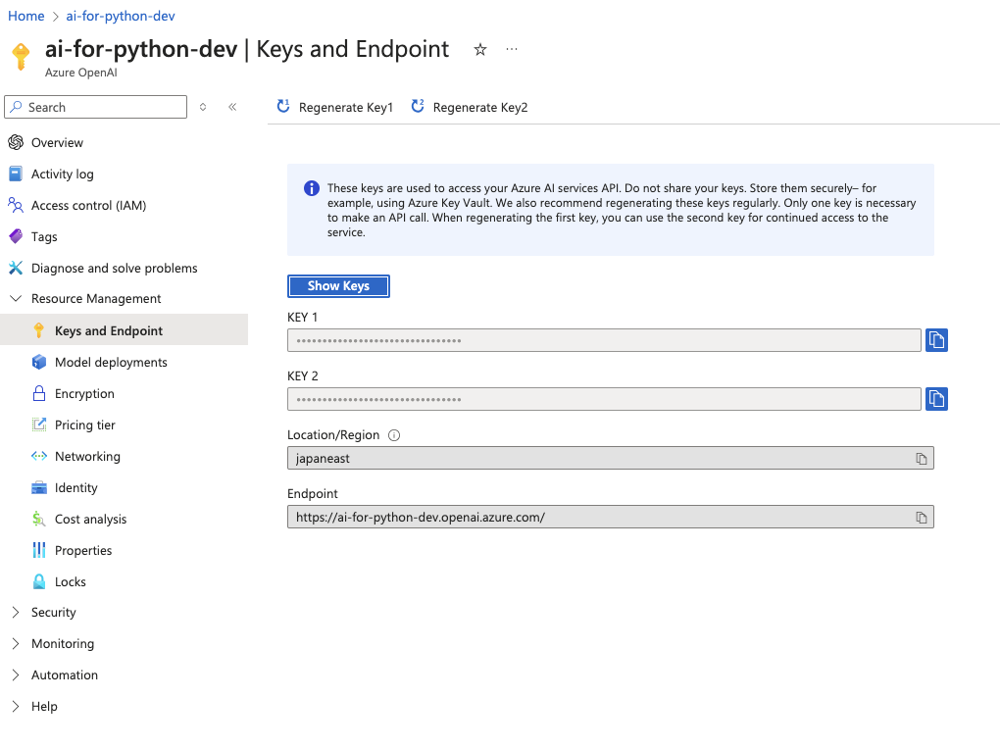 Home > ai-for-python-dev
ai-for-python-dev | Keys and Endpoint
Azure OpenAI
Search
Overview
Activity log
Access control (IAM)
Tags
Diagnose and solve problems
Resource Management
Keys and Endpoint
Model deployments
Encryption
Pricing tier
Networking
Identity
Cost analysis
Properties
Locks
Security
Monitoring
Automation
Help
Regenerate Key1
Regenerate Key2
These keys are used to access your Azure AI services API. Do not share your keys. Store them securely– for
example, using Azure Key Vault. We also recommend regenerating these keys regularly. Only one key is necessary
to make an API call. When regenerating the first key, you can use the second key for continued access to the
service.
Show Keys
KEY 1
••••••••••••••••••••••••••••••••
KEY 2
••••••••••••••••••••••••••••••••
Location/Region
japaneast
Endpoint
https://ai-for-python-dev.openai.azure.com/